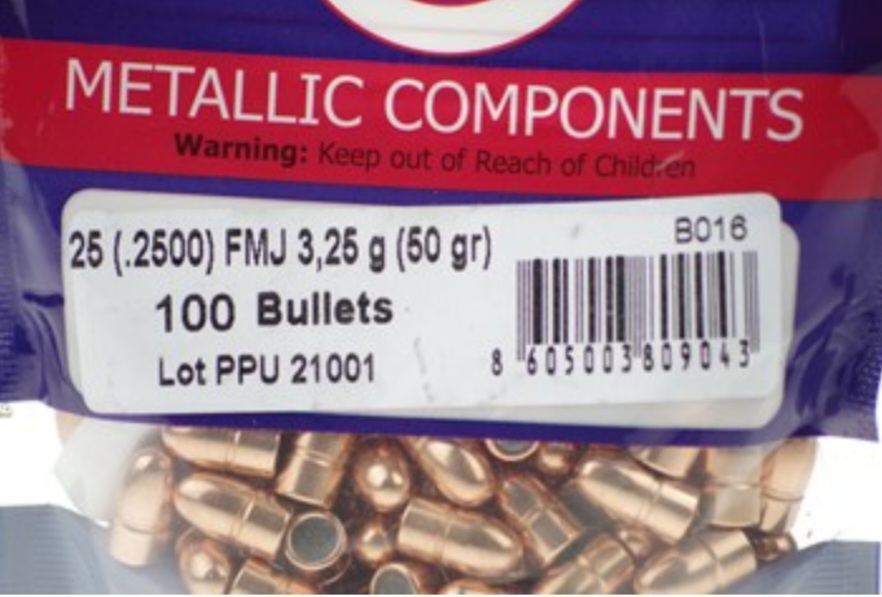 METALLIC COMPONENTS
Warning: Keep out of Reach of Children
25 (.2500) FMJ 3,25 g (50 gr)
B016
100 Bullets
Lot PPU 21001
8 605003 809043